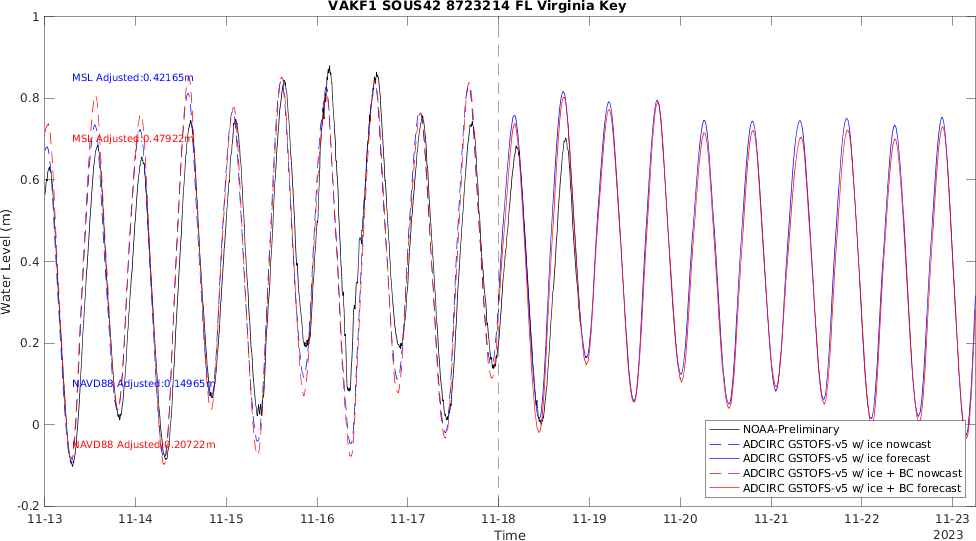 VAKF1 SOUS42 8723214 FL Virginia Key
1
0.8
0.6
0.4
0.2
0
-0.2
Water Level (m)
MSL Adjusted:0.42165m
MSL Adjusted:0.47922m
NAVD88 Adjusted:0.14965m
NAVD88 Adjusted:0.20722m
NOAA-Preliminary
ADCIRC GSTOFS-v5 w/ ice nowcast
ADCIRC GSTOFS-v5 w/ ice forecast
ADCIRC GSTOFS-v5 w/ ice + BC nowcast
ADCIRC GSTOFS-v5 w/ ice + BC forecast
11-13 11-14 11-15 11-16 11-17 11-18 11-19 11-20 11-21 11-22 11-23
Time
2023